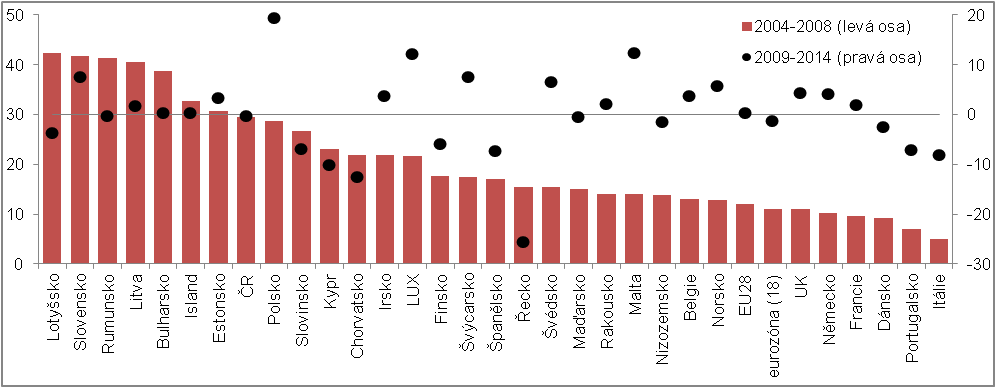 50
40
30
20
10
0
2004-2008 (levá osa)
2009-2014 (pravá osa)
20
10
0
-10
-20
-30
Lotyšsko
Slovensko
Rumunsko
Litva
Bulharsko
Island
Estonsko
ČR
Polsko
Slovinsko
Kypr
Chorvatsko
Irsko
LUX
Finsko
Švýcarsko
Španělsko
Řecko
Švédsko
Maďarsko
Rakousko
Malta
Nizozemsko
Belgie
Norsko
EU28
eurozóna (18)
UK
Německo
Francie
Dánsko
Portugalsko
Itálie